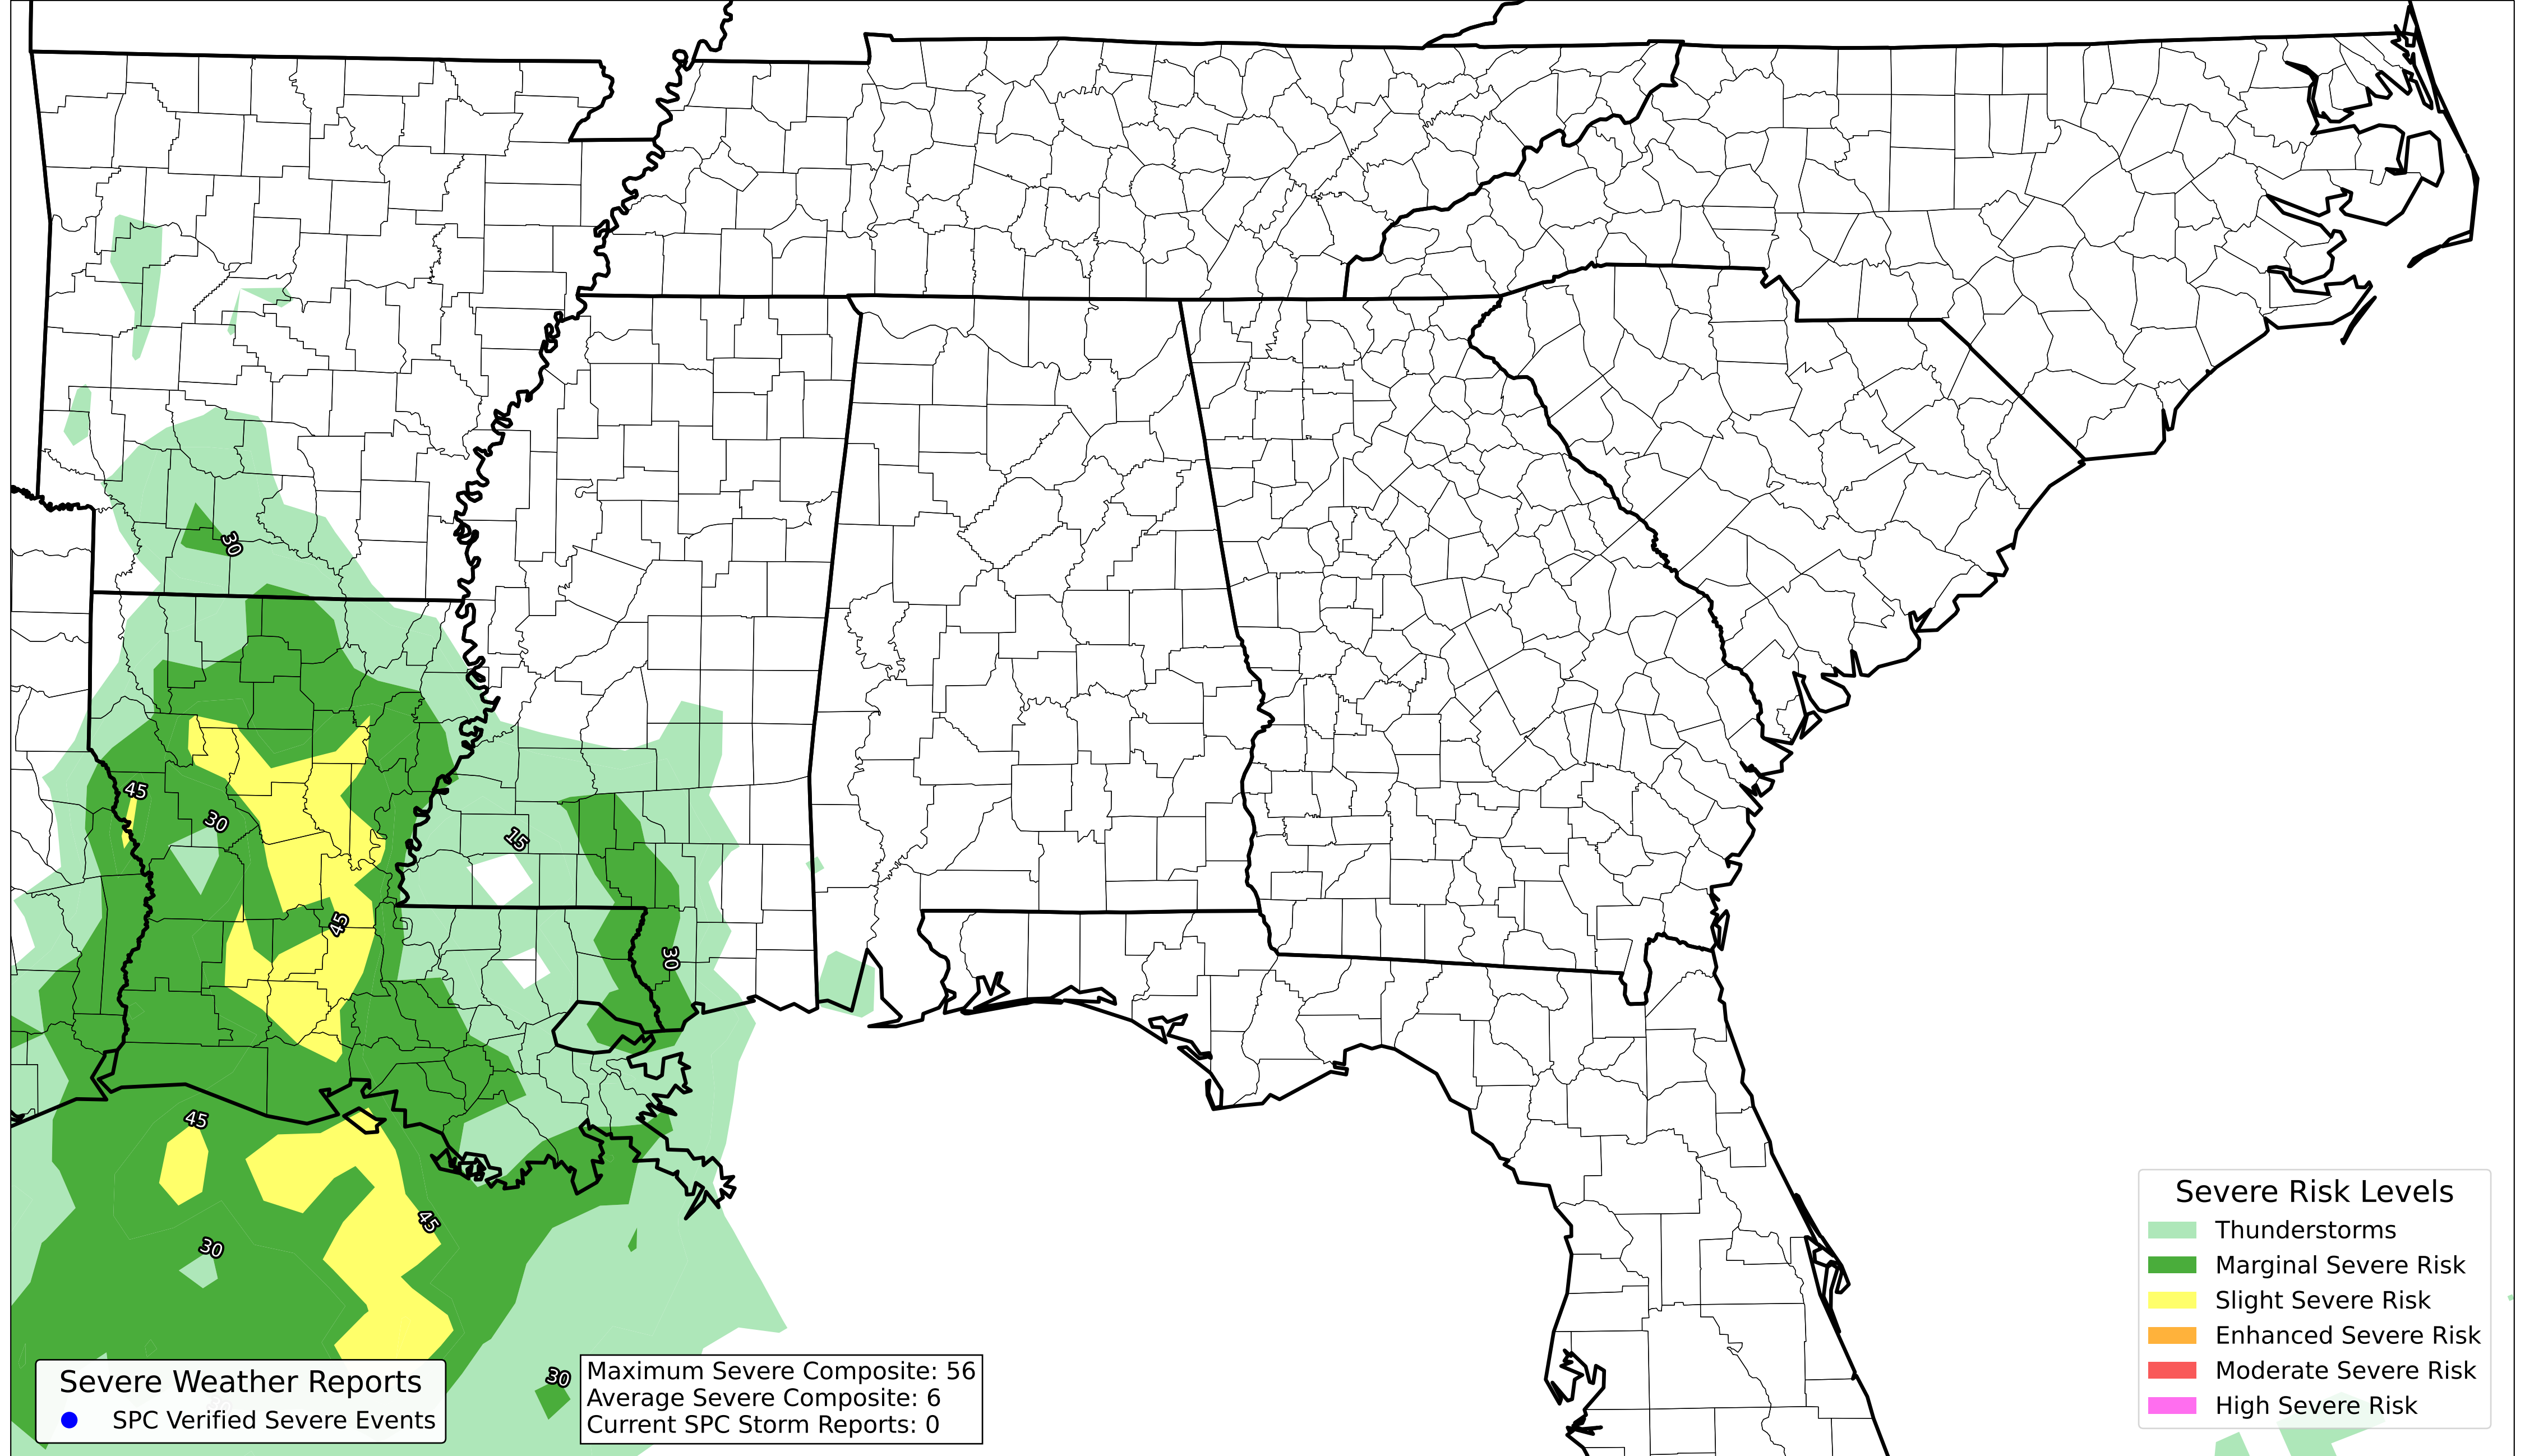 30
45
30
15
45
30
45
45
30
30
Severe Weather Reports
SPC Verified Severe Events
Maximum Severe Composite: 56
Average Severe Composite: 6
Current SPC Storm Reports: 0
Severe Risk Levels
Thunderstorms
Marginal Severe Risk
Slight Severe Risk
Enhanced Severe Risk
Moderate Severe Risk
High Severe Risk